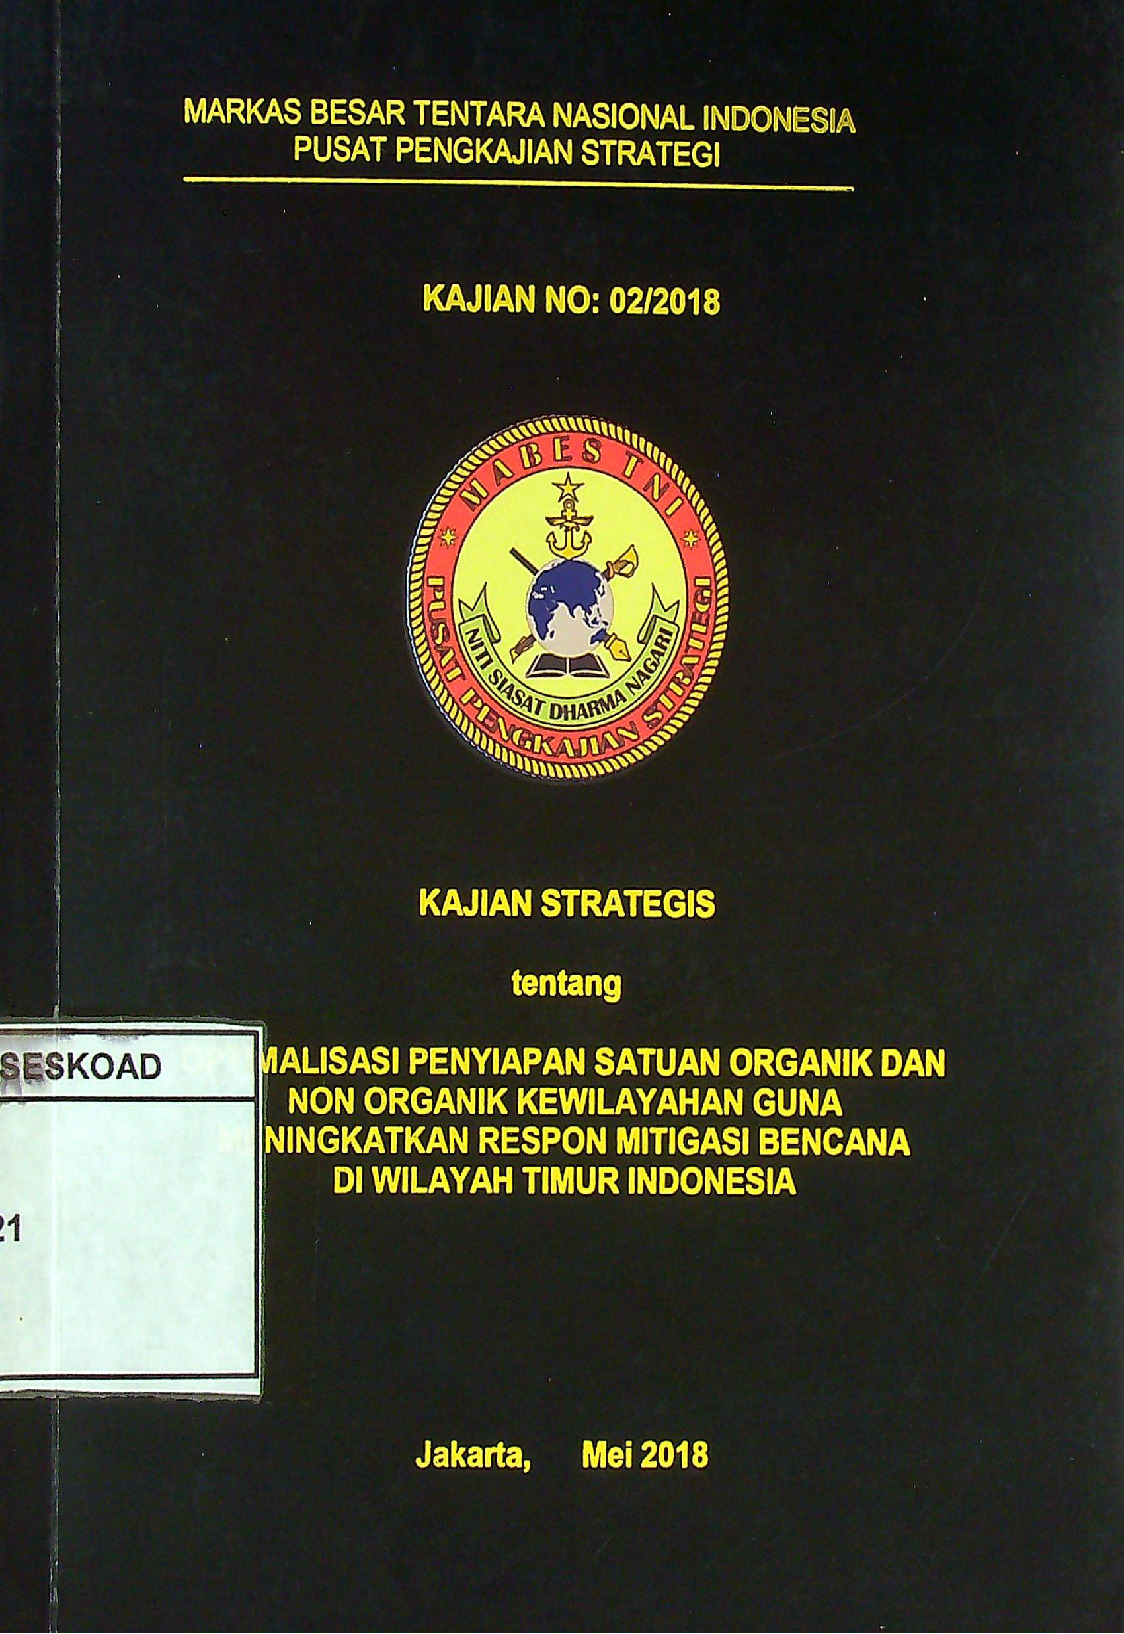 MARKAS BESAR TENTARA NASIONAL INDONESIA
PUSAT PENGKAJIAN STRATEGI
KAJIAN NO: 02/2018
MABES TNI
PUSAT PENGKAJIAN STRATEGI
NITI SIASAT DHARMA NAGARI
KAJIAN STRATEGIS
tentang
SESKOAD
MALISASI PENYIAPAN SATUAN ORGANIK DAN
NON ORGANIK KEWILAYAHAN GUNA
NINGKATKAN RESPON MITIGASI BENCANA
DI WILAYAH TIMUR INDONESIA
21
Jakarta, Mei 2018